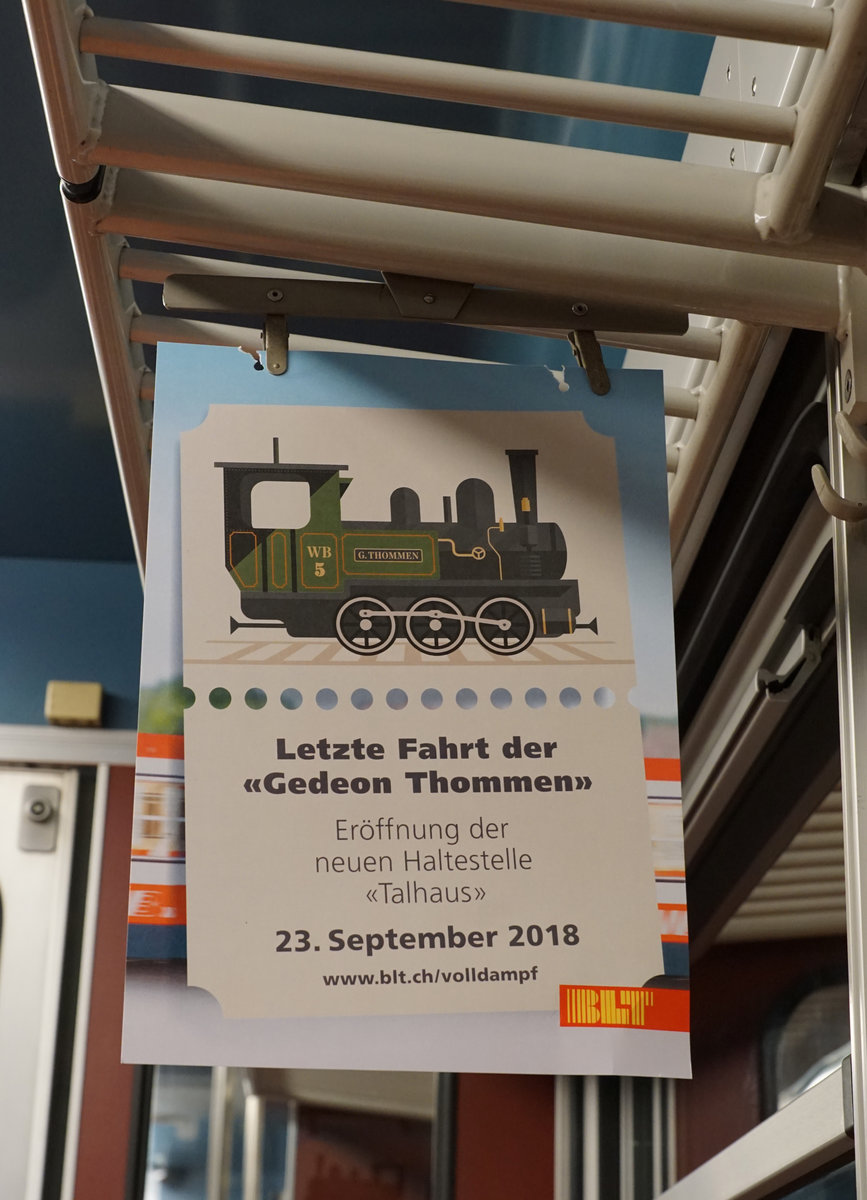 WB
5
G. THOMMEN
Letzte Fahrt der
«Gedeon Thommen»
Eröffnung der
neuen Haltestelle
«Talhaus»
23. September 2018
www.blt.ch/volldampf
BLT